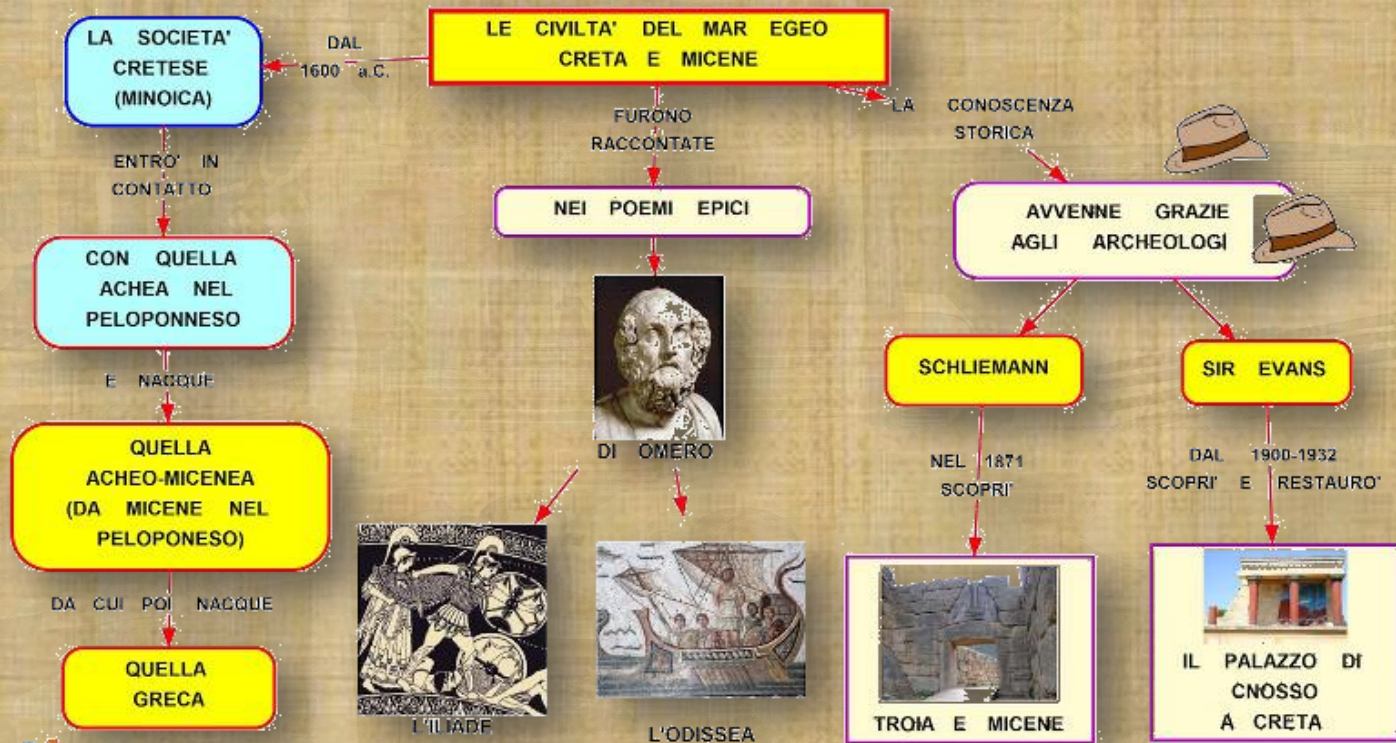 LE CIVILTA' DEL MAR EGEO
CRETA E MICENE
DAL
1600 a.C.
LA SOCIETA'
CRETESE
(MINOICA)
ENTRO' IN
CONTATTO
CON QUELLA
ACHEA NEL
PELOPONNESO
E NACQUE
QUELLA
ACHEO-MICENEA
(DA MICENE NEL
PELOPONESO)
DA CUI POI NACQUE
QUELLA
GRECA
FURONO
RACCONTATE
NEI POEMI EPICI
DI OMERO
L'ILIADE
L'ODISSEA
LA CONOSCENZA
STORICA
AVVENNE GRAZIE
AGLI ARCHEOLOGI
SCHLIEMANN
NEL 1871
SCOPRI'
TROIA E MICENE
SIR EVANS
DAL 1900-1932
SCOPRI' E RESTAURO'
IL PALAZZO DI
CNOSSO
A CRETA